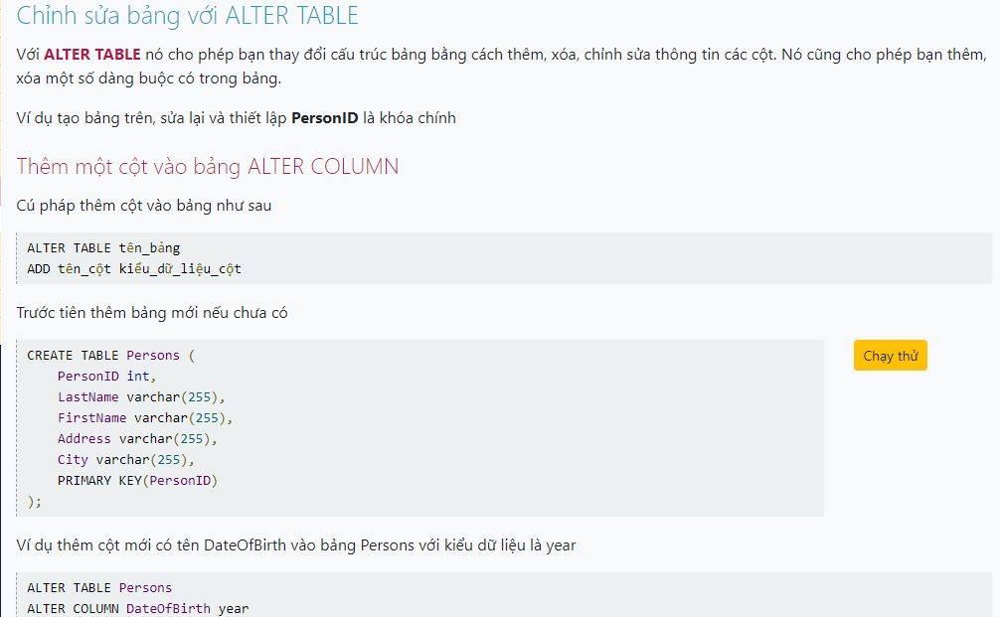 Chỉnh sửa bảng với ALTER TABLE
Với ALTER TABLE nó cho phép bạn thay đổi cấu trúc bảng bằng cách thêm, xóa, chỉnh sửa thông tin các cột. Nó cũng cho phép bạn thêm,
xóa một số dàng buộc có trong bảng.
Ví dụ tạo bảng trên, sửa lại và thiết lập PersonID là khóa chính
Thêm một cột vào bảng ALTER COLUMN
Cú pháp thêm cột vào bảng như sau
ALTER TABLE tên_bảng
ADD tên_cột kiểu_dữ_liệu_cột
Trước tiên thêm bảng mới nếu chưa có
CREATE TABLE Persons (
    PersonID int,
    LastName varchar(255),
    FirstName varchar(255),
    Address varchar(255),
    City varchar(255),
    PRIMARY KEY(PersonID)
);
Chạy thử
Ví dụ thêm cột mới có tên DateOfBirth vào bảng Persons với kiểu dữ liệu là year
ALTER TABLE Persons
ALTER COLUMN DateOfBirth year